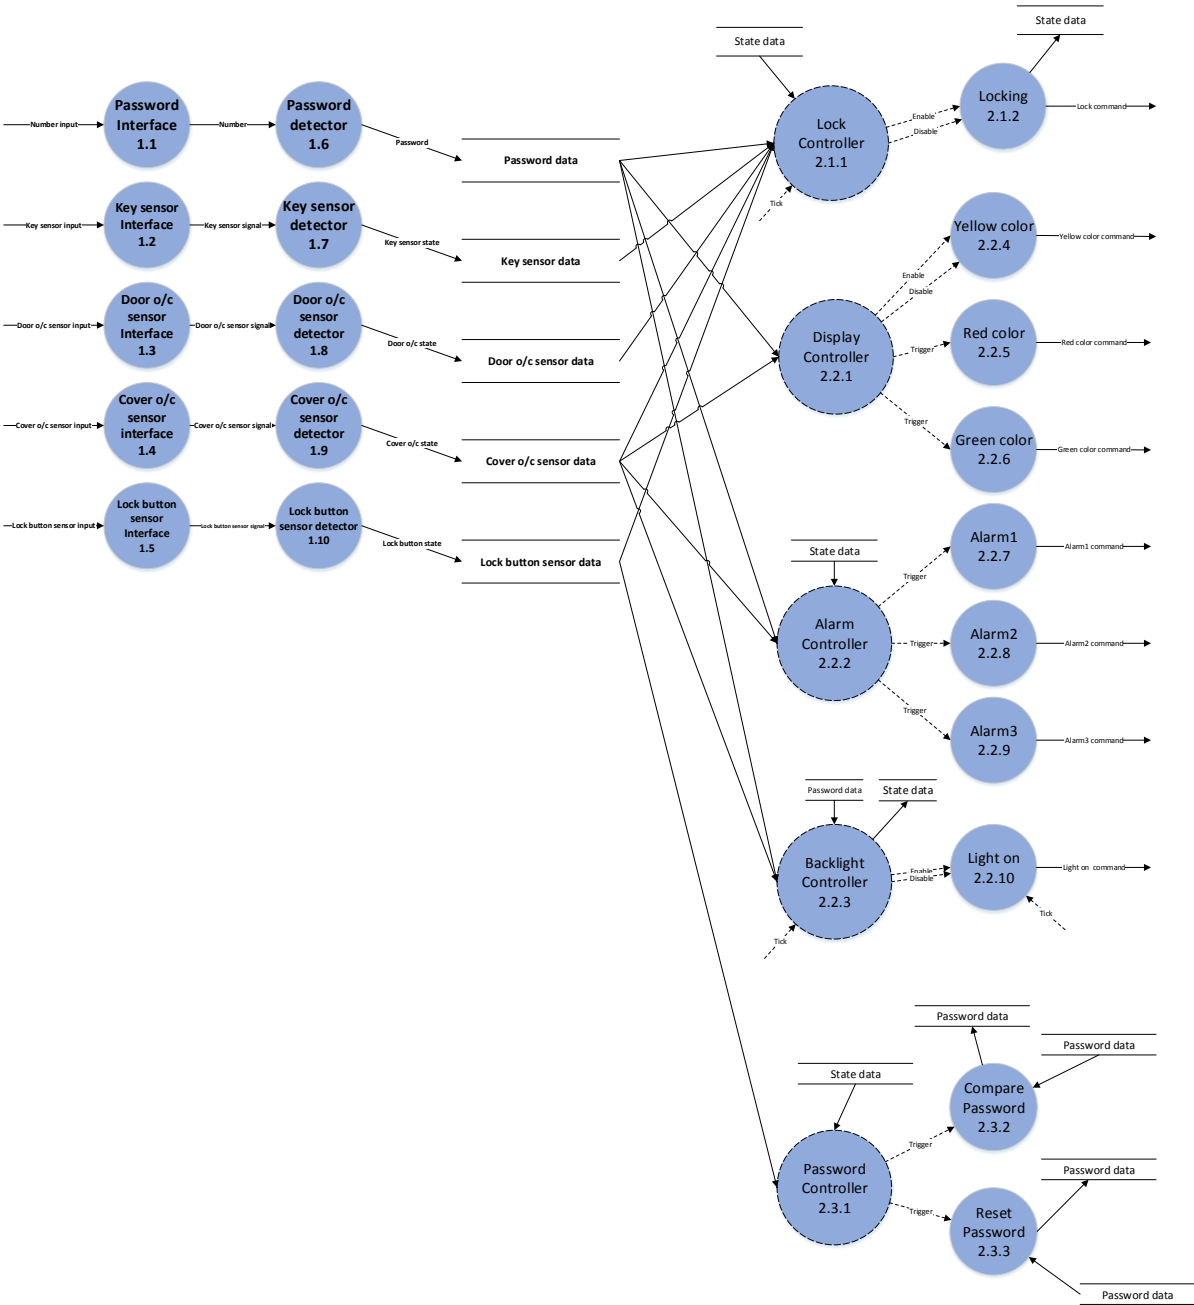 State data
State data
Password
Interface
1.1
Password
detector
1.6
Number input
Number
Password
Password data
Lock
Controller
2.1.1
Tick
Enable
Disable
Locking
2.1.2
Lock command
Key sensor
Interface
1.2
Key sensor
detector
1.7
Key sensor input
Key sensor signal
Key sensor state
Key sensor data
Yellow color
2.2.4
Yellow color command
Enable
Disable
Door o/c
sensor
Interface
1.3
Door o/c
sensor
detector
1.8
Door o/c sensor input
Door o/c sensor signal
Door o/c state
Door o/c sensor data
Display
Controller
2.2.1
Trigger
Red color
2.2.5
Red color command
Cover o/c
sensor
interface
1.4
Cover o/c
sensor
detector
1.9
Cover o/c sensor input
Cover o/c sensor signal
Cover o/c state
Cover o/c sensor data
Trigger
Green color
2.2.6
Green color command
Lock button
sensor
Interface
1.5
Lock button
sensor detector
1.10
Lock button sensor input
Lock button sensor signal
Lock button state
Lock button sensor data
State data
Alarm
Controller
2.2.2
Trigger
Alarm1
2.2.7
Alarm1 command
Trigger
Alarm2
2.2.8
Alarm2 command
Trigger
Alarm3
2.2.9
Alarm3 command
Password data
State data
Backlight
Controller
2.2.3
Tick
Enable
Disable
Light on
2.2.10
Light on command
Tick
Password data
Password data
State data
Compare
Password
2.3.2
Trigger
Password
Controller
2.3.1
Password data
Trigger
Reset
Password
2.3.3
Password data